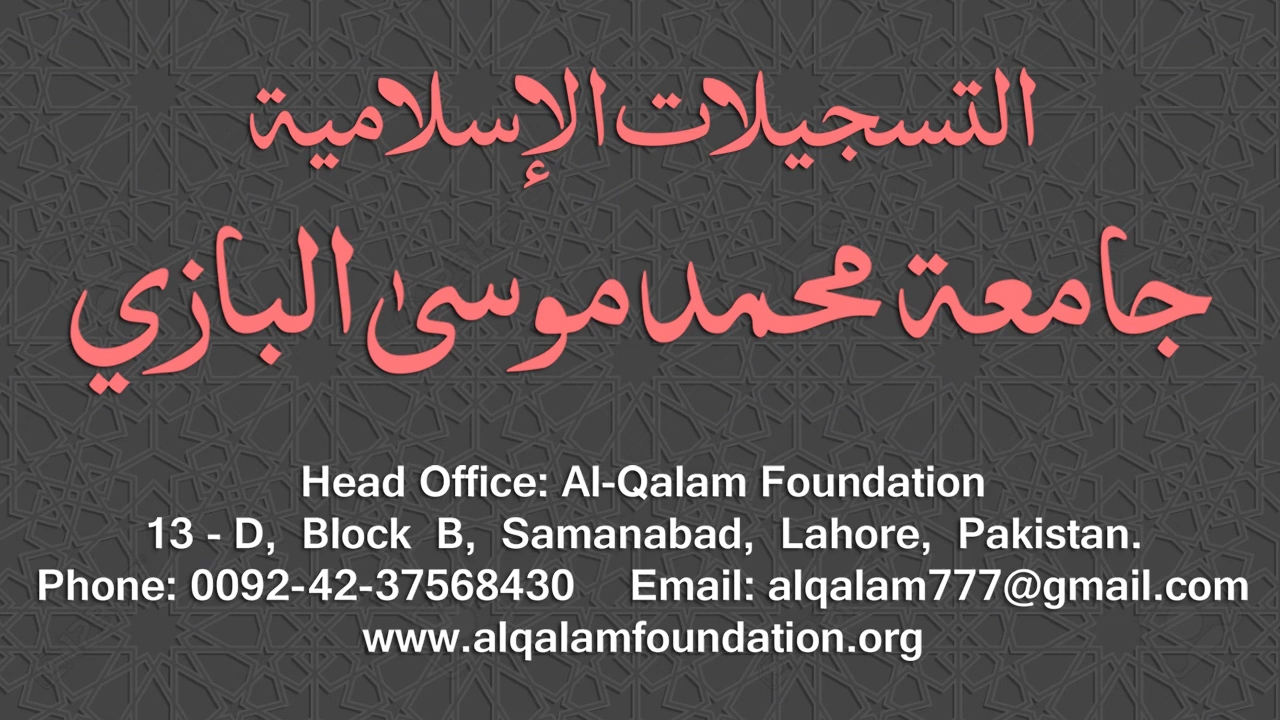 التسجيلات الإسلامية
جامعة محمد موسىٰ البازي
Head Office: Al-Qalam Foundation
13 - D, Block B, Samanabad, Lahore, Pakistan.
Phone: 0092-42-37568430 Email: alqalam777@gmail.com
www.alqalamfoundation.org